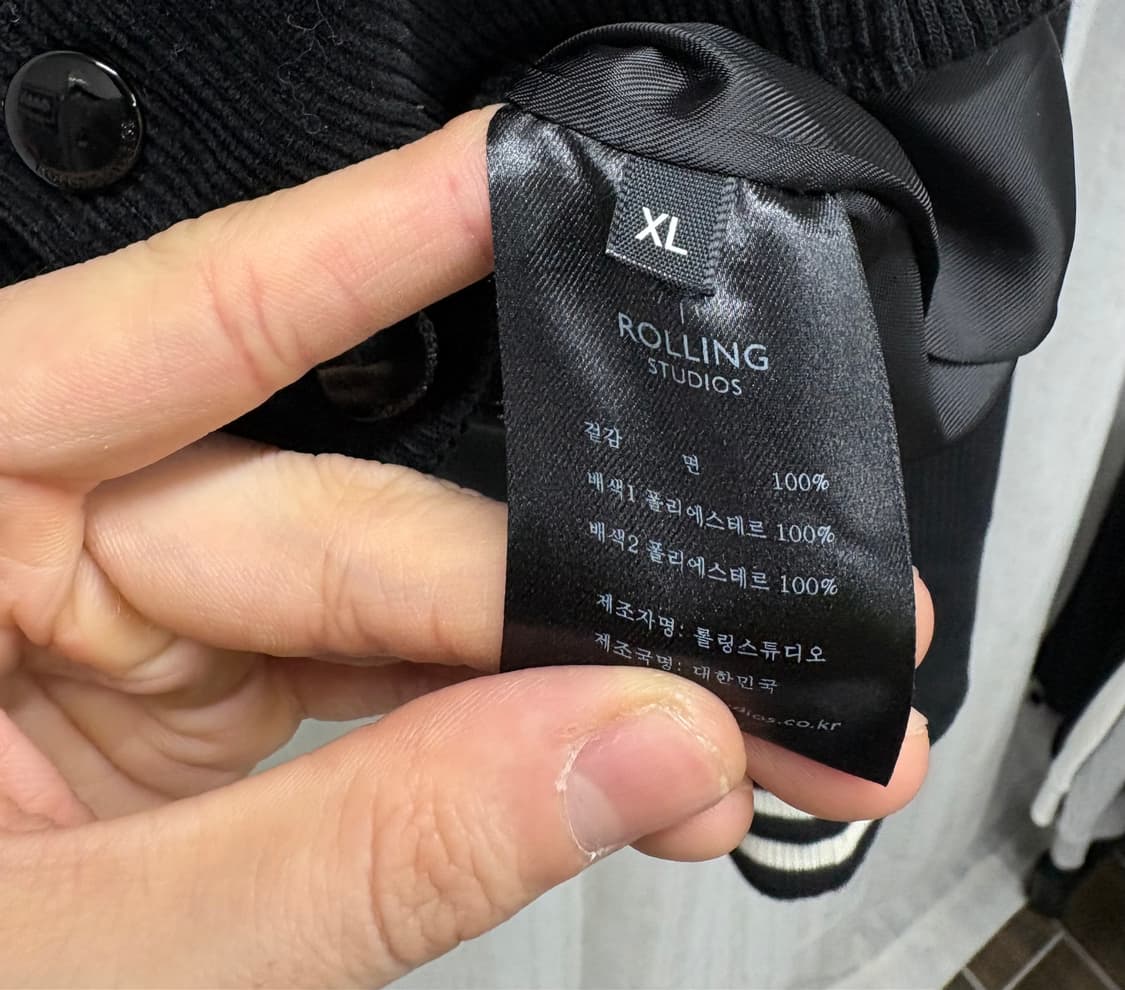 XL
ROLLING
STUDIOS
겉감
면 100%
배색1 폴리에스테르 100%
배색2 폴리에스테르 100%
제조자명: 롤링스튜디오
제조국명: 대한민국
.co.kr